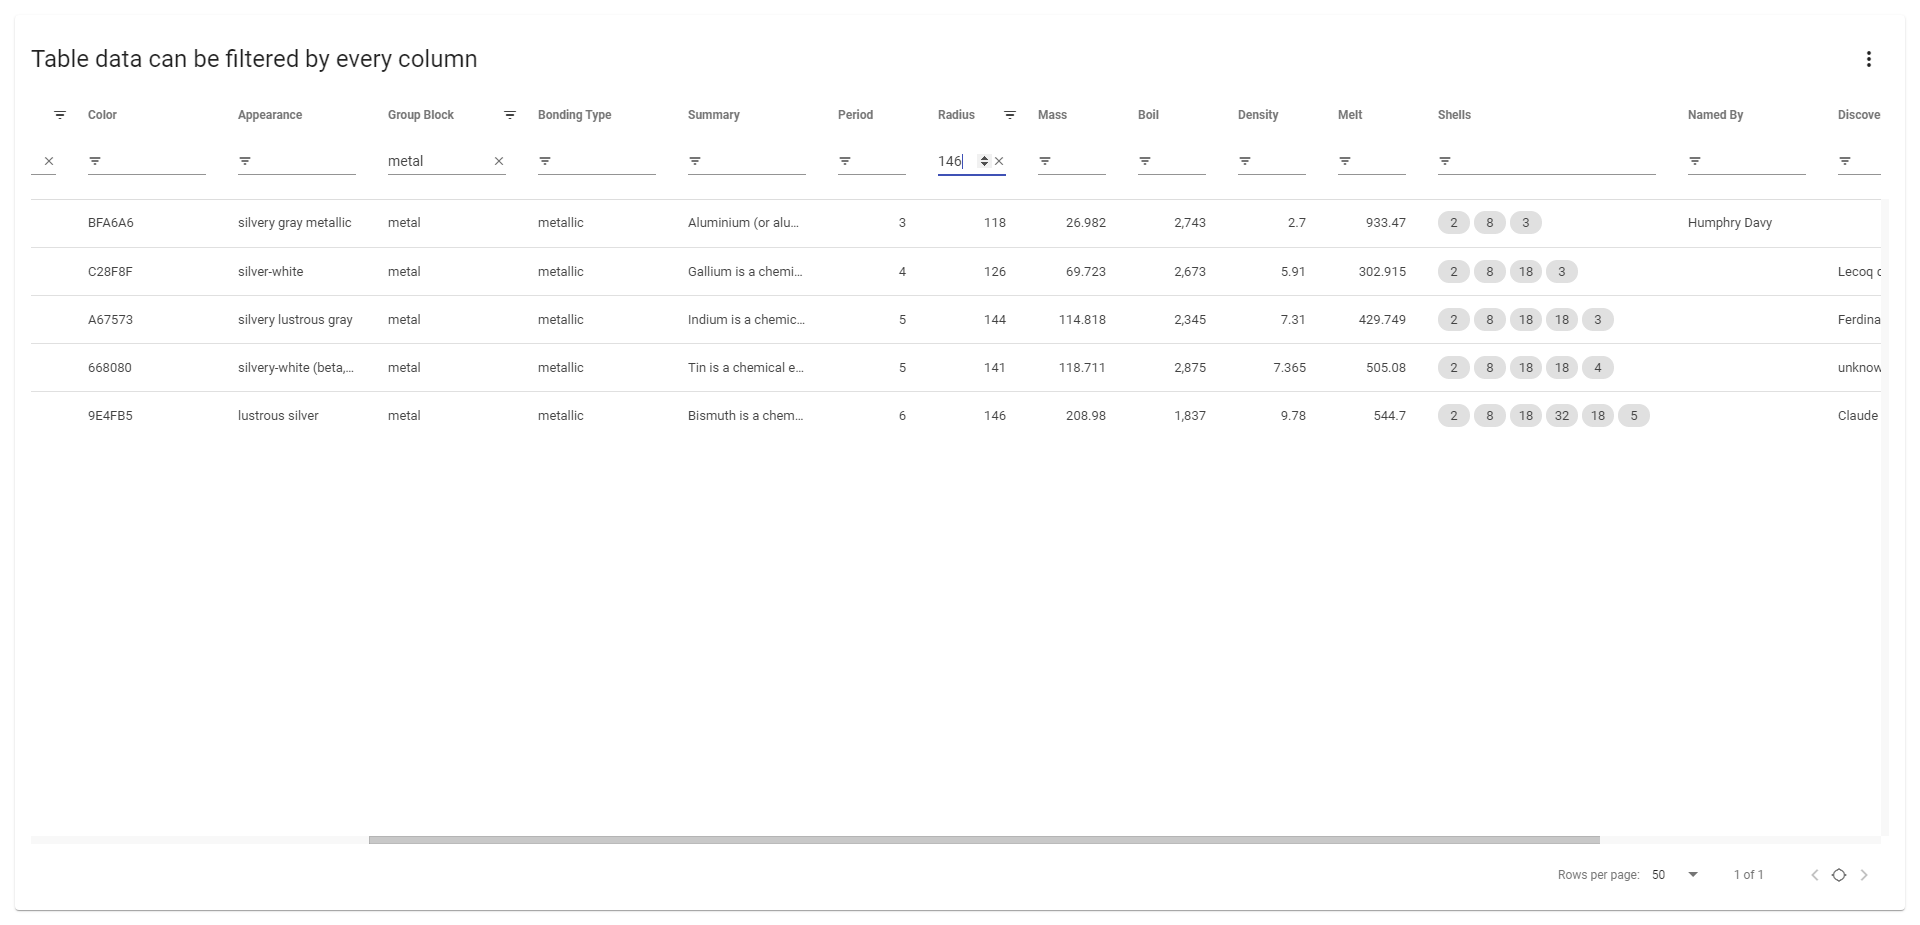 Table data can be filtered by every column
Color Appearance Group Block Bonding Type Summary Period Radius Mass Boil Density Melt Shells Named By Discove
metal 146
BFA6A6 silvery gray metallic metal metallic Aluminium (or alu... 3 118 26.982 2,743 2.7 933.47 2 8 3 Humphry Davy
C28F8F silver-white metal metallic Gallium is a chemi... 4 126 69.723 2,673 5.91 302.915 2 8 18 3 Lecoq
A67573 silvery lustrous gray metal metallic Indium is a chemic... 5 144 114.818 2,345 7.31 429.749 2 8 18 18 3 Ferdina
668080 silvery-white (beta,... metal metallic Tin is a chemical e... 5 141 118.711 2,875 7.365 505.08 2 8 18 18 4 unknow
9E4FB5 lustrous silver metal metallic Bismuth is a chem... 6 146 208.98 1,837 9.78 544.7 2 8 18 32 18 5 Claude
Rows per page: 50 1 of 1